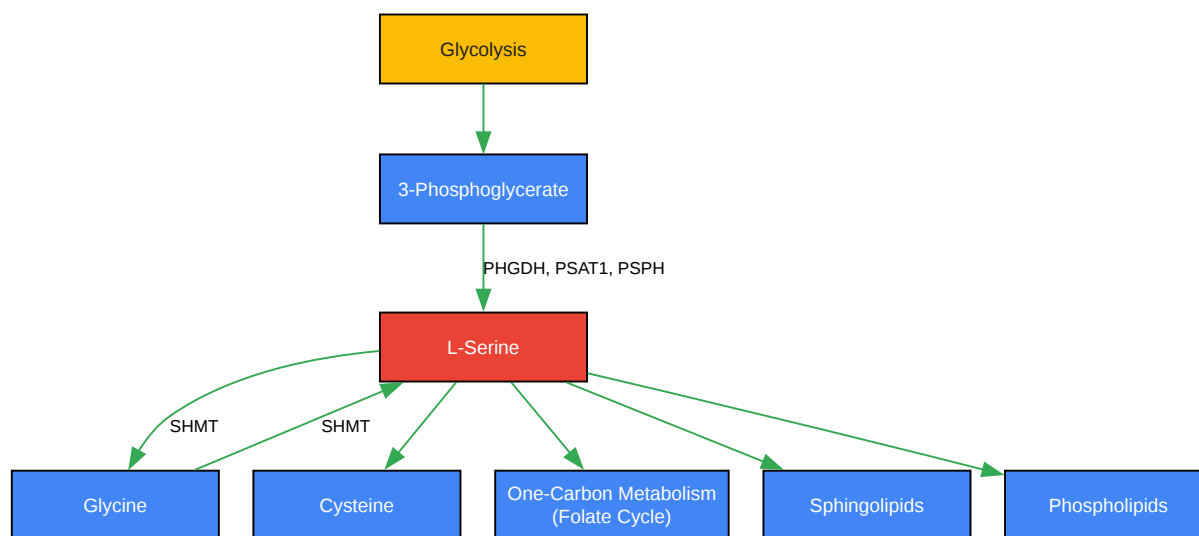 Glycolysis
3-Phosphoglycerate
PHGDH, PSAT1, PSPH
L-Serine
SHMT
SHMT
Glycine
Cysteine
One-Carbon Metabolism
(Folate Cycle)
Sphingolipids
Phospholipids